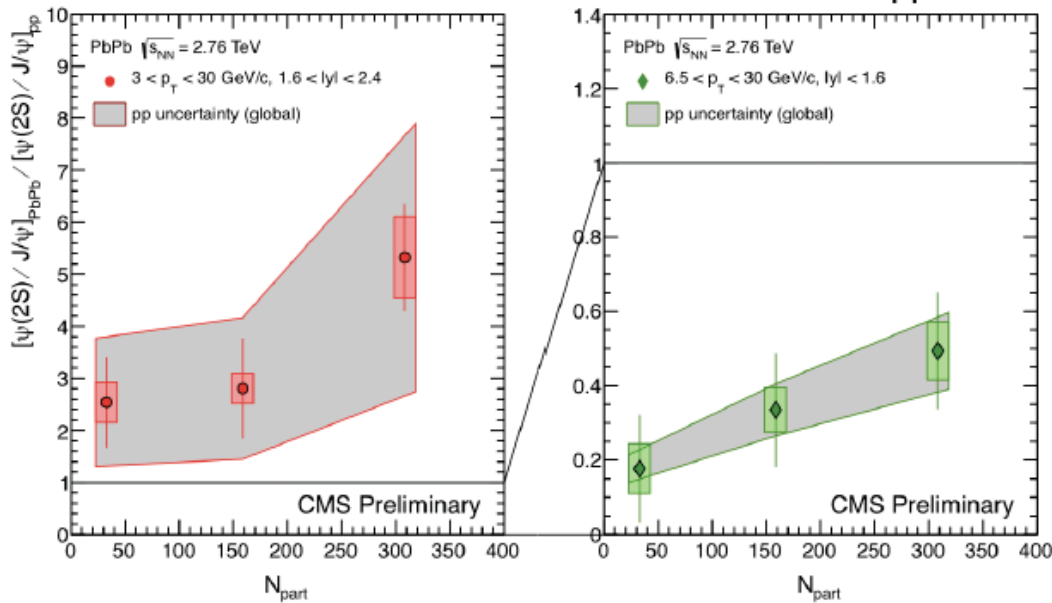 pp
[ψ(2S) / J/ψ]PbPb / [ψ(2S) / J/ψ]pp
10
9
8
7
6
5
4
3
2
1
0
PbPb √sNN = 2.76 TeV
3 < pT < 30 GeV/c, 1.6 < |y| < 2.4
pp uncertainty (global)
CMS Preliminary
0 50 100 150 200 250 300 350 400
Npart
1.4
1.2
1
0.8
0.6
0.4
0.2
0
PbPb √sNN = 2.76 TeV
6.5 < pT < 30 GeV/c, |y| < 1.6
pp uncertainty (global)
CMS Preliminary
50 100 150 200 250 300 350 400
Npart